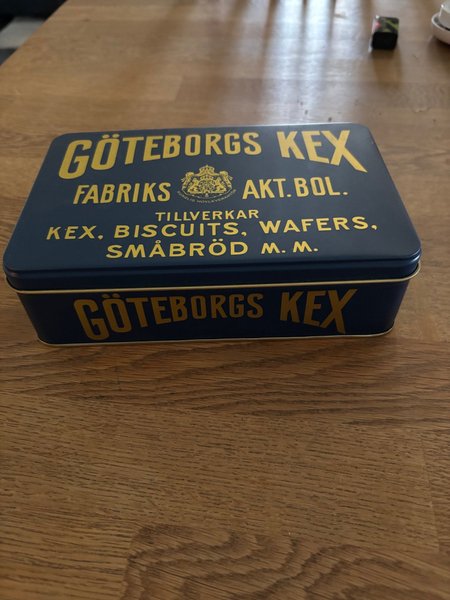 GÖTEBORGS KEX
FABRIKS AKT. BOL.
TILLVERKAR
KEX, BISCUITS, WAFERS,
SMÅBRÖD M. M.
GÖTEBORGS KEX